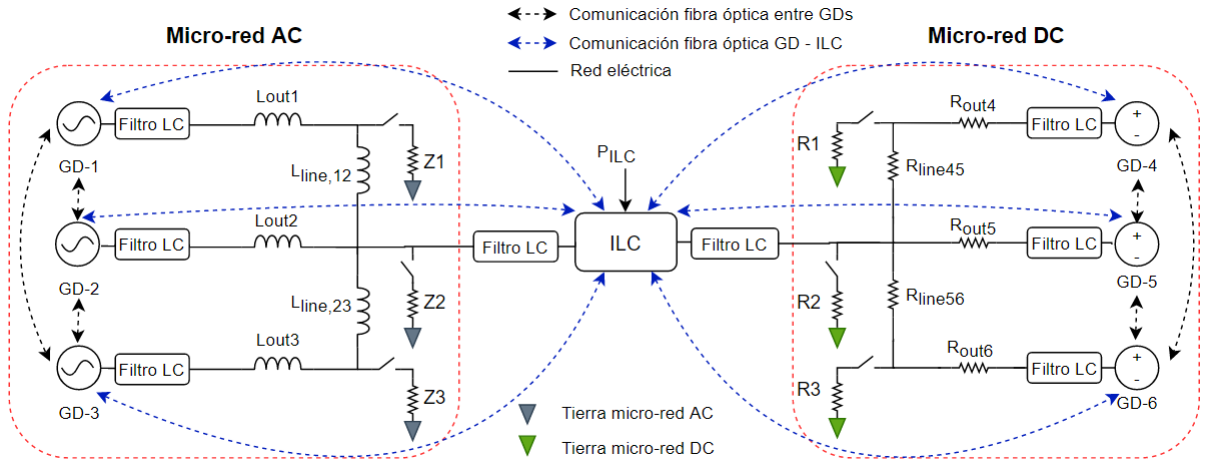 Comunicación fibra óptica entre GDs
Comunicación fibra óptica GD - ILC
Red eléctrica
Micro-red AC
Micro-red DC
GD-1
Filtro LC
Lout1
Z1
Lline,12
GD-2
Filtro LC
Lout2
Z2
Lline,23
GD-3
Filtro LC
Lout3
Z3
Filtro LC
PILC
ILC
Filtro LC
R1
Rline45
Rout4
Filtro LC
+
-
GD-4
R2
Rline56
Rout5
Filtro LC
+
-
GD-5
R3
Rout6
Filtro LC
+
-
GD-6
Tierra micro-red AC
Tierra micro-red DC